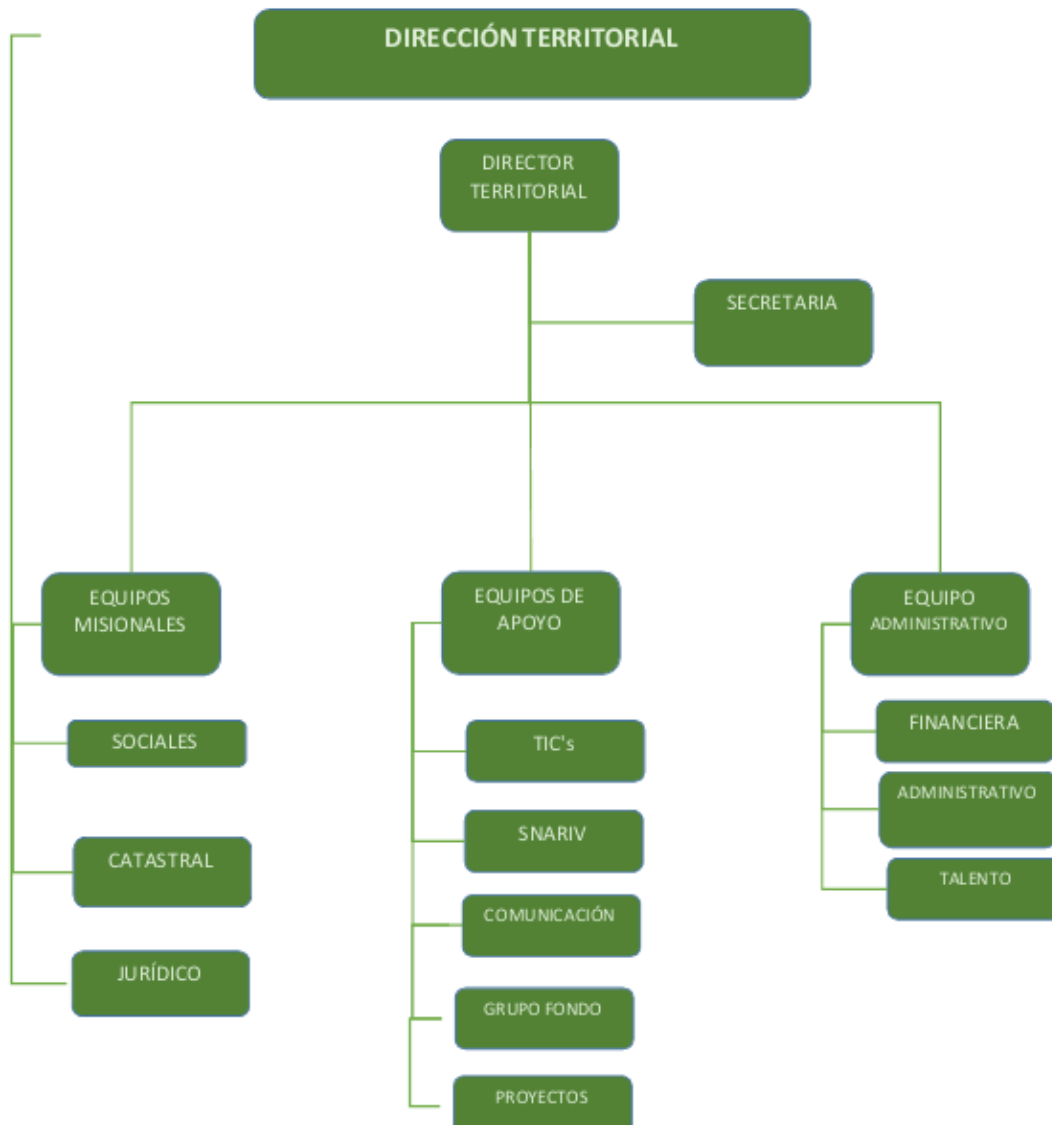 DIRECCIÓN TERRITORIAL
DIRECTOR
TERRITORIAL
SECRETARIA
EQUIPOS
MISIONALES
SOCIALES
CATASTRAL
JURÍDICO
EQUIPOS DE
APOYO
TIC's
SNARIV
COMUNICACIÓN
GRUPO FONDO
PROYECTOS
EQUIPO
ADMINISTRATIVO
FINANCIERA
ADMINISTRATIVO
TALENTO